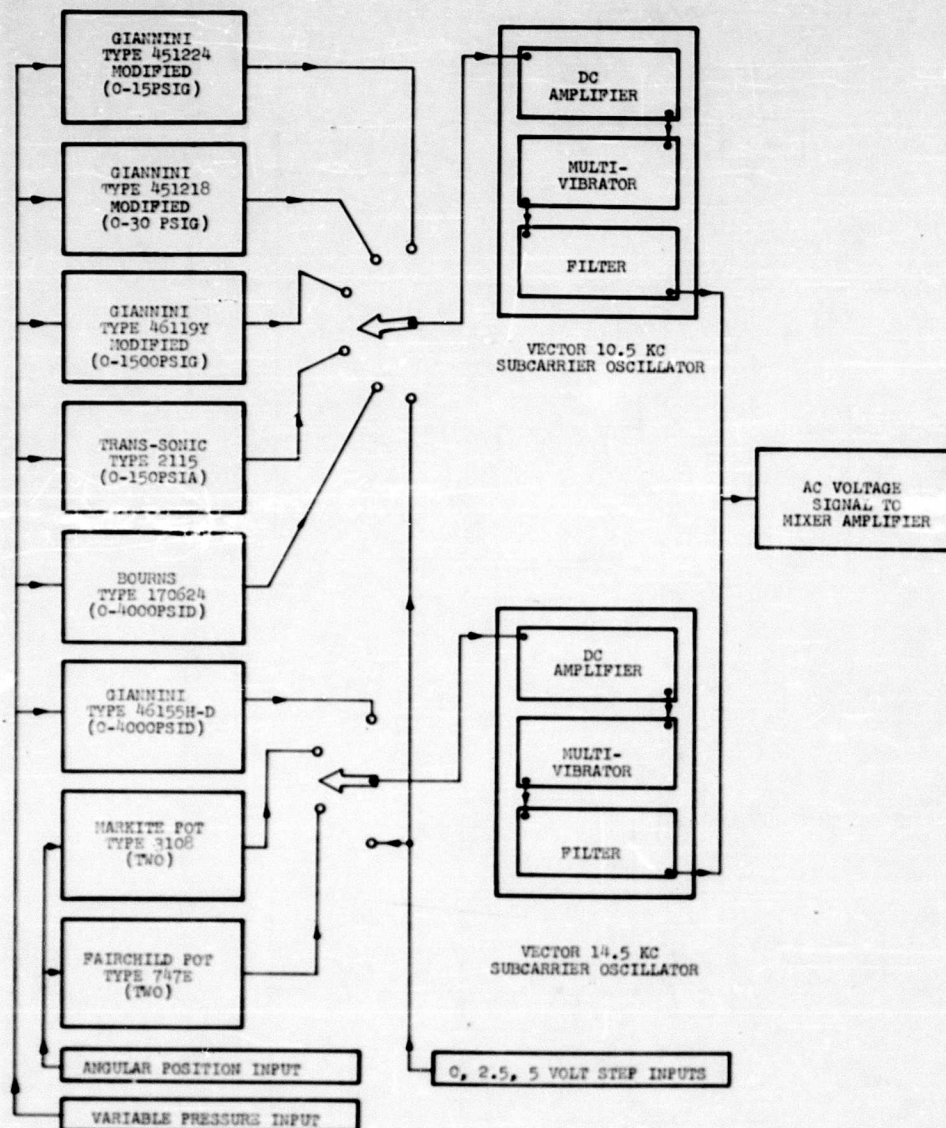 GIANNINI
TYPE 451224
MODIFIED
(0-15PSIG)
GIANNINI
TYPE 451218
MODIFIED
(0-30 PSIG)
GIANNINI
TYPE 46119Y
MODIFIED
(0-1500PSIG)
TRANS-SONIC
TYPE 2115
(0-150PSIA)
BOURNS
TYPE 170624
(0-4000PSID)
GIANNINI
TYPE 46155H-D
(0-4000PSID)
MARKITE POT
TYPE 3108
(TWO)
FAIRCHILD POT
TYPE 747E
(TWO)
ANGULAR POSITION INPUT
VARIABLE PRESSURE INPUT
DC
AMPLIFIER
MULTI-
VIBRATOR
FILTER
VECTOR 10.5 KC
SUBCARRIER OSCILLATOR
DC
AMPLIFIER
MULTI-
VIBRATOR
FILTER
VECTOR 14.5 KC
SUBCARRIER OSCILLATOR
0, 2.5, 5 VOLT STEP INPUTS
AC VOLTAGE
SIGNAL TO
MIXER AMPLIFIER